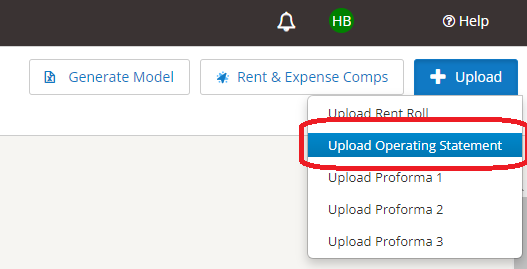 HB
Help
Generate Model
Rent & Expense Comps
Upload
Upload Rent Roll
Upload Operating Statement
Upload Proforma 1
Upload Proforma 2
Upload Proforma 3